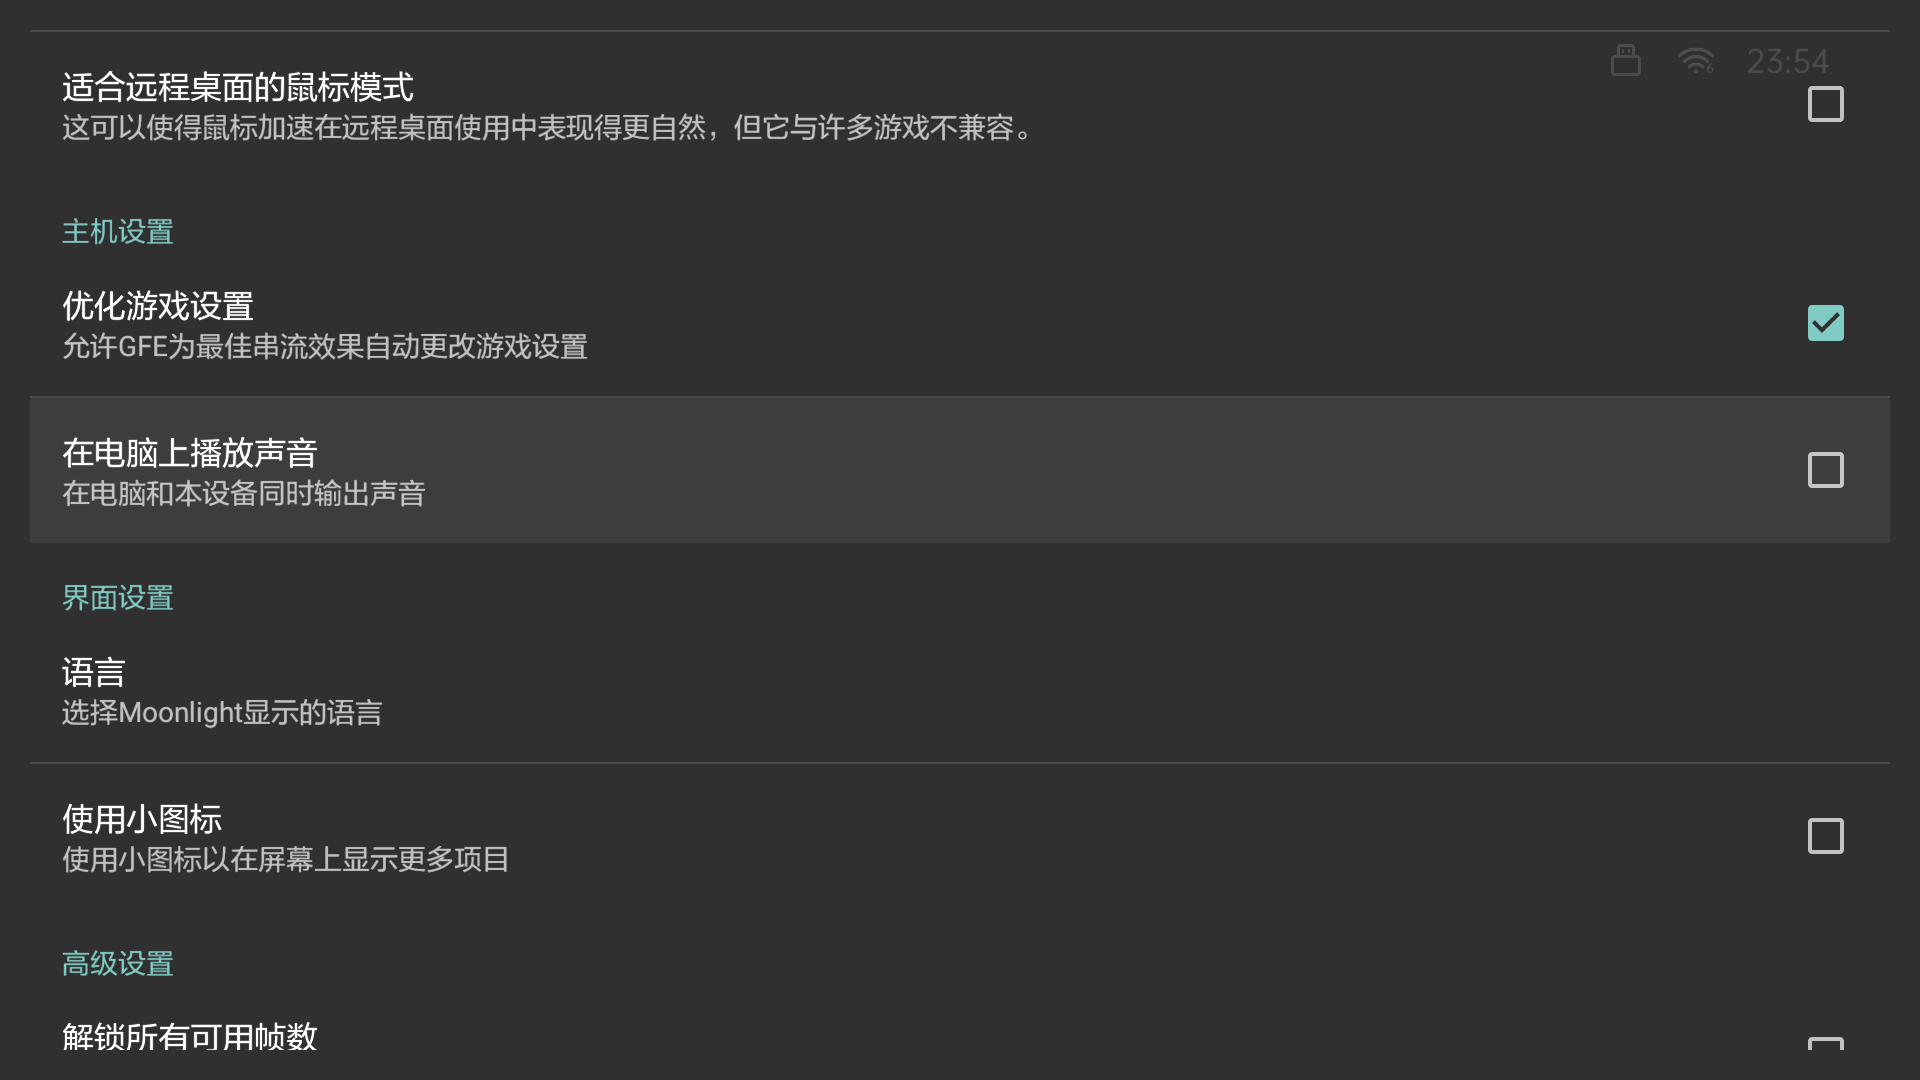 23:54
适合远程桌面的鼠标模式
这可以使得鼠标加速在远程桌面使用中表现得更自然，但它与许多游戏不兼容。
主机设置
优化游戏设置
允许GFE为最佳串流效果自动更改游戏设置
在电脑上播放声音
在电脑和本设备同时输出声音
界面设置
语言
选择Moonlight显示的语言
使用小图标
使用小图标以在屏幕上显示更多项目
高级设置
解锁所有可用帧数